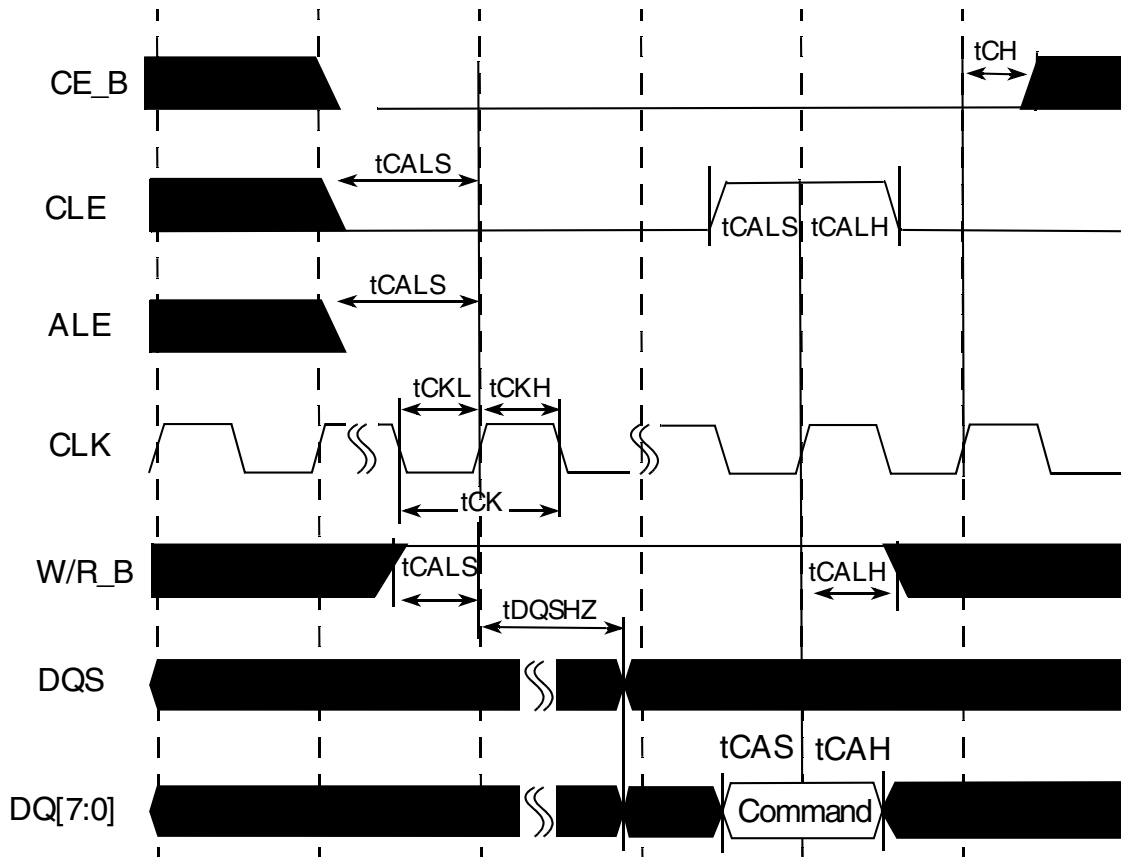 CE_B
tCH
tCALS
CLE
tCALS
tCALH
tCALS
ALE
tCKL
tCKH
CLK
tCK
W/R_B
tCALS
tCALH
tDQSHZ
DQS
tCAS
tCAH
DQ[7:0]
Command